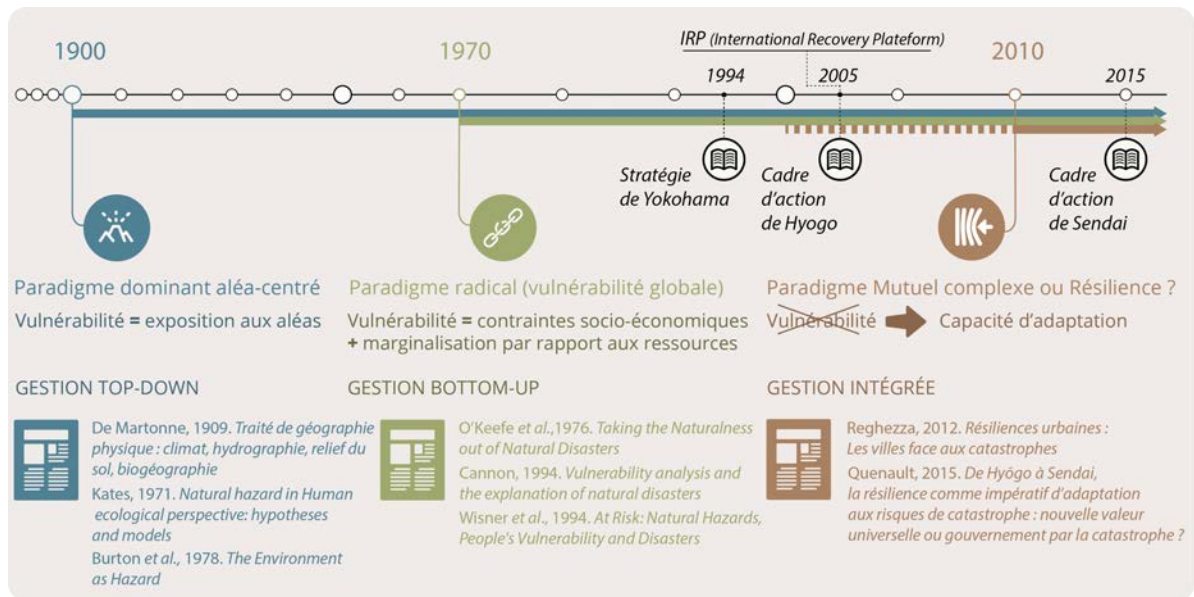 IRP (International Recovery Plateform)
1900
1970
2010
1994
2005
2015
Stratégie
de Yokohama
Cadre
d'action
de Hyogo
Cadre
d'action
de Sendai
Paradigme dominant aléa-centré
Vulnérabilité = exposition aux aléas
Paradigme radical (vulnérabilité globale)
Vulnérabilité = contraintes socio-économiques
+ marginalisation par rapport aux ressources
Paradigme Mutuel complexe ou Résilience ?
Vulnérabilité
Capacité d'adaptation
GESTION TOP-DOWN
De Martonne, 1909. Traité de géographie
physique : climat, hydrographie, relief du
sol, biogéographie
Kates, 1971. Natural hazard in Human
ecological perspective: hypotheses
and models
Burton et al., 1978. The Environment
as Hazard
GESTION BOTTOM-UP
O'Keefe et al.,1976. Taking the Naturalness
out of Natural Disasters
Cannon, 1994. Vulnerability analysis and
the explanation of natural disasters
Wisner et al., 1994. At Risk: Natural Hazards,
People's Vulnerability and Disasters
GESTION INTÉGRÉE
Reghezza, 2012. Résiliences urbaines :
Les villes face aux catastrophes
Quenault, 2015. De Hyōgo à Sendai,
la résilience comme impératif d'adaptation
aux risques de catastrophe : nouvelle valeur
universelle ou gouvernement par la catastrophe ?